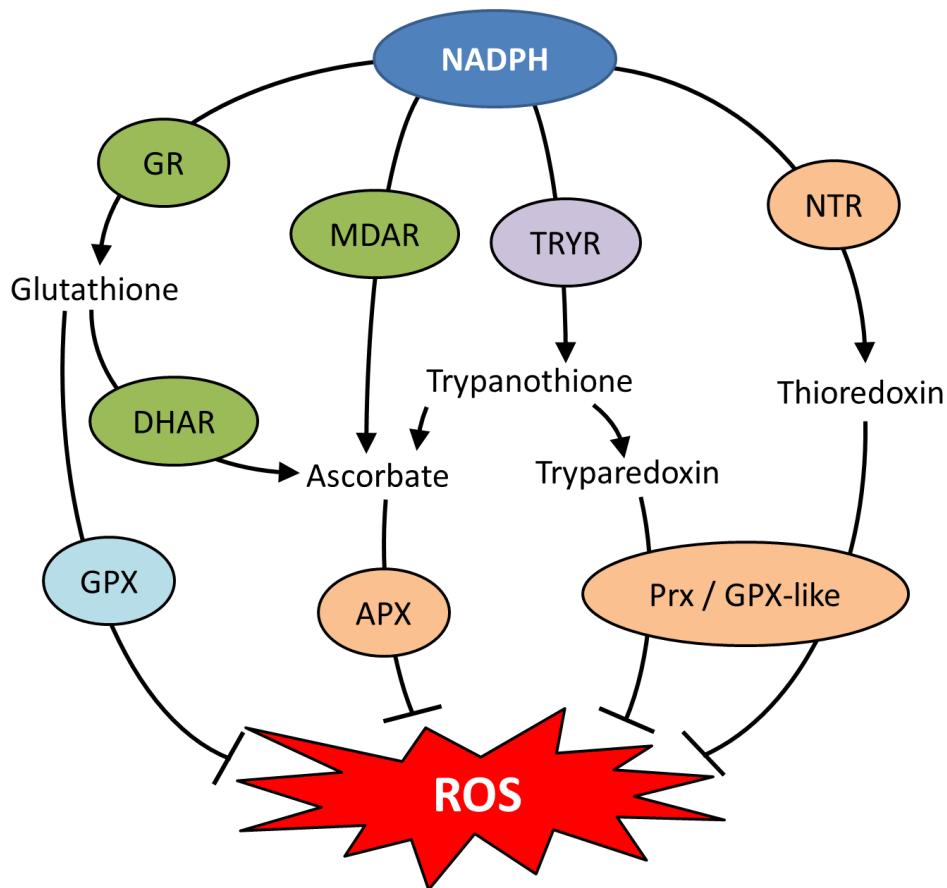 NADPH
GR
MDAR
TRYR
NTR
Glutathione
Trypanothione
Thioredoxin
DHAR
Ascorbate
Tryparedoxin
GPX
APX
Prx / GPX-like
ROS